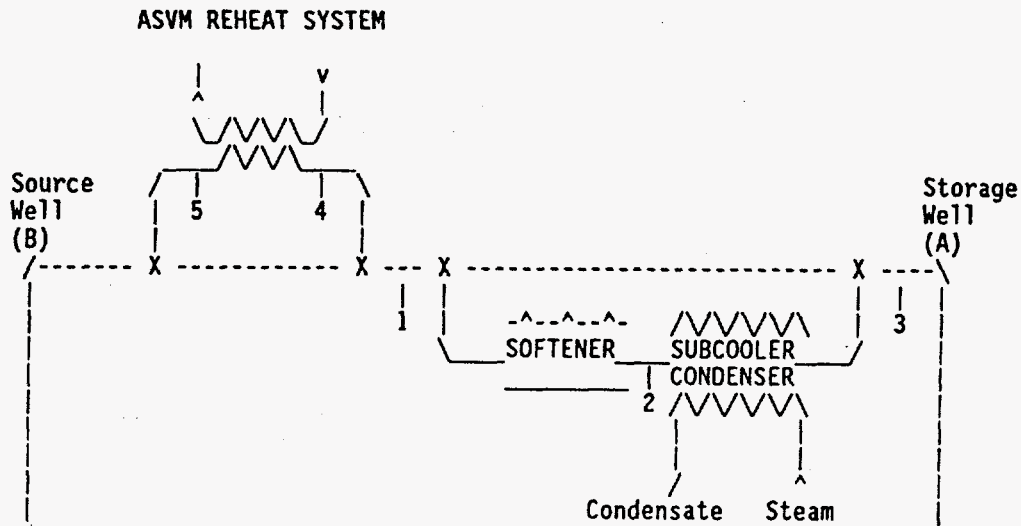 ASVM REHEAT SYSTEM
Source
Well
(B)
5
4
Storage
Well
(A)
X
X
X
X
1
3
SOFTENER
SUBCOOLER
CONDENSER
2
Condensate
Steam